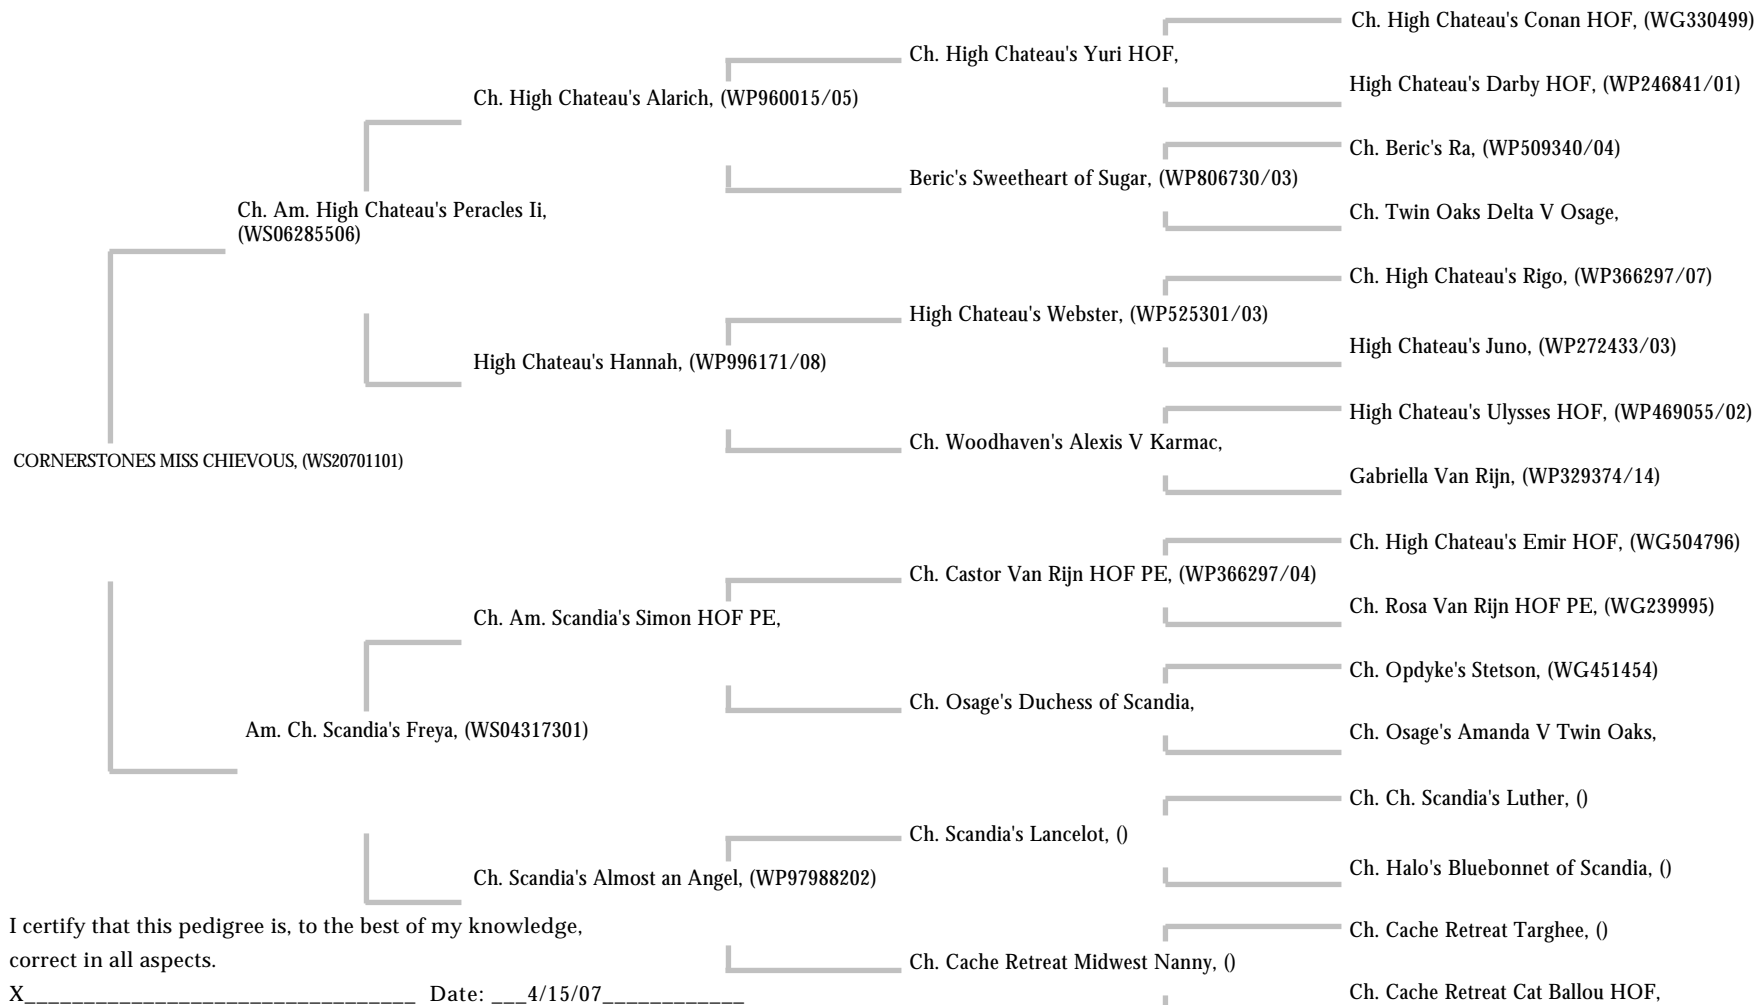 Ch. High Chateau's Conan HOF, (WG330499)
Ch. High Chateau's Yuri HOF,
High Chateau's Darby HOF, (WP246841/01)
Ch. High Chateau's Alarich, (WP960015/05)
Ch. Beric's Ra, (WP509340/04)
Beric's Sweetheart of Sugar, (WP806730/03)
Ch. Twin Oaks Delta V Osage,
Ch. Am. High Chateau's Peracles Ii,
(WS06285506)
Ch. High Chateau's Rigo, (WP366297/07)
High Chateau's Webster, (WP525301/03)
High Chateau's Juno, (WP272433/03)
High Chateau's Hannah, (WP996171/08)
High Chateau's Ulysses HOF, (WP469055/02)
Ch. Woodhaven's Alexis V Karmac,
Gabriella Van Rijn, (WP329374/14)
CORNERSTONES MISS CHIEVOUS, (WS20701101)
Ch. High Chateau's Emir HOF, (WG504796)
Ch. Castor Van Rijn HOF PE, (WP366297/04)
Ch. Rosa Van Rijn HOF PE, (WG239995)
Ch. Am. Scandia's Simon HOF PE,
Ch. Opdyke's Stetson, (WG451454)
Ch. Osage's Duchess of Scandia,
Ch. Osage's Amanda V Twin Oaks,
Am. Ch. Scandia's Freya, (WS04317301)
Ch. Ch. Scandia's Luther, ()
Ch. Scandia's Lancelot, ()
Ch. Halo's Bluebonnet of Scandia, ()
Ch. Scandia's Almost an Angel, (WP97988202)
Ch. Cache Retreat Targhee, ()
Ch. Cache Retreat Midwest Nanny, ()
Ch. Cache Retreat Cat Ballou HOF,
I certify that this pedigree is, to the best of my knowledge,
correct in all aspects.
X_________________________________ Date: ___4/15/07____________